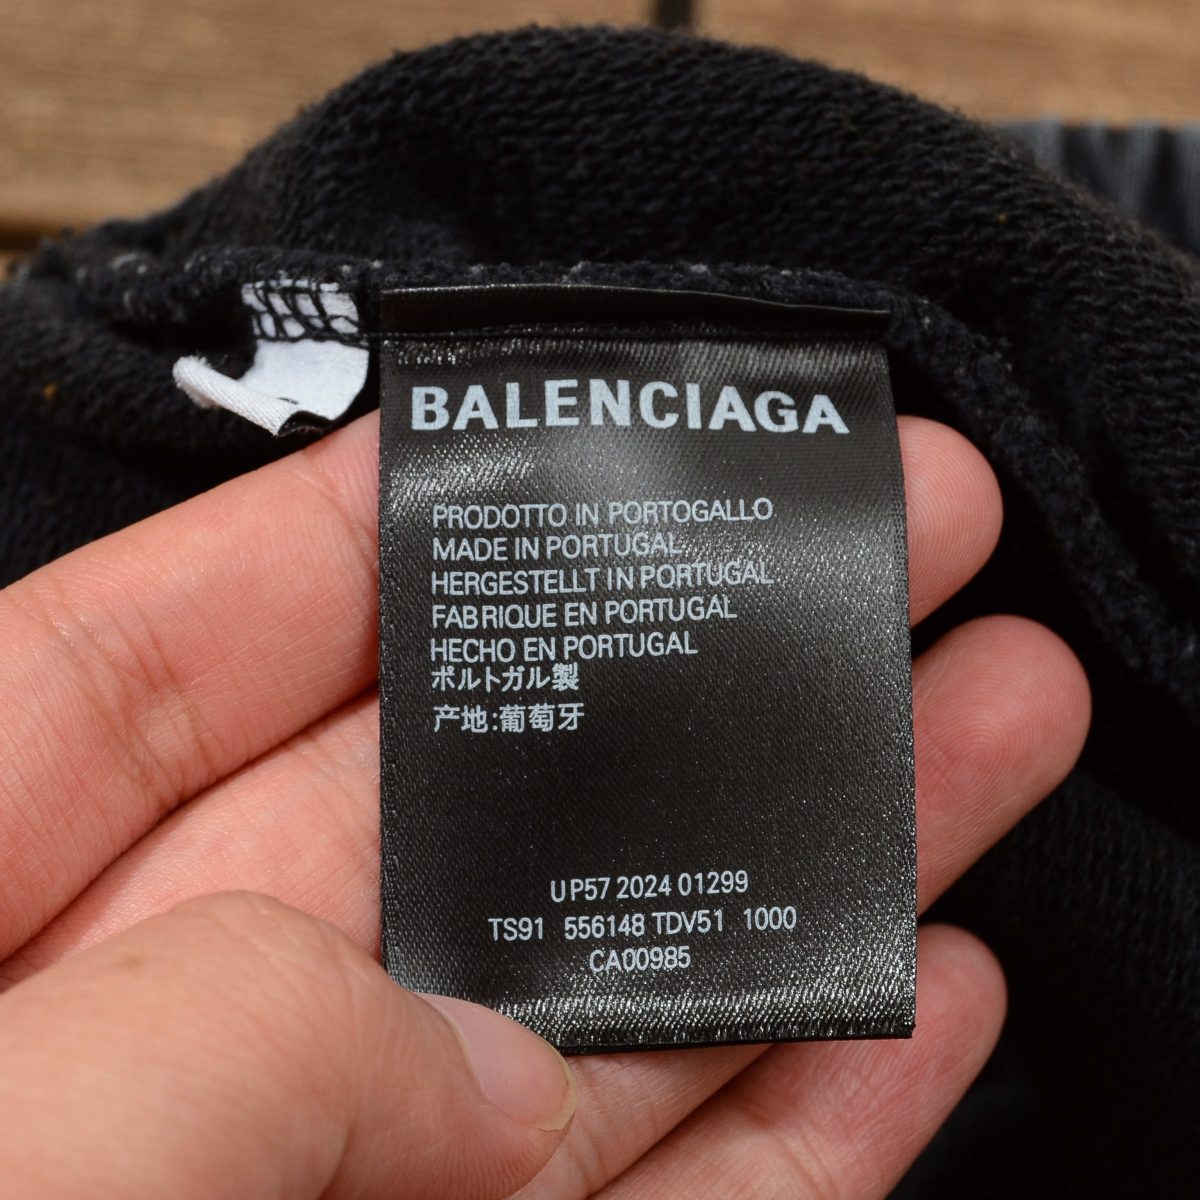 BALENCIAGA
PRODOTTO IN PORTOGALLO
MADE IN PORTUGAL
HERGESTELLT IN PORTUGAL
FABRIQUE EN PORTUGAL
HECHO EN PORTUGAL
ポルトガル製
产地:葡萄牙
UP57 2024 01299
TS91 556148 TDV51 1000
CA00985